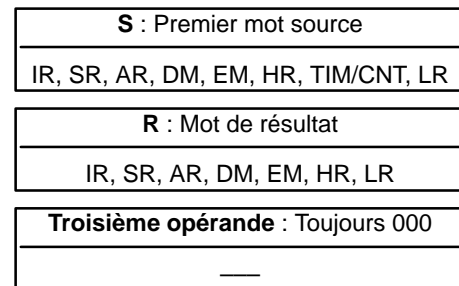 S : Premier mot source
IR, SR, AR, DM, EM, HR, TIM/CNT, LR
R : Mot de résultat
IR, SR, AR, DM, EM, HR, LR
Troisième opérande : Toujours 000
___